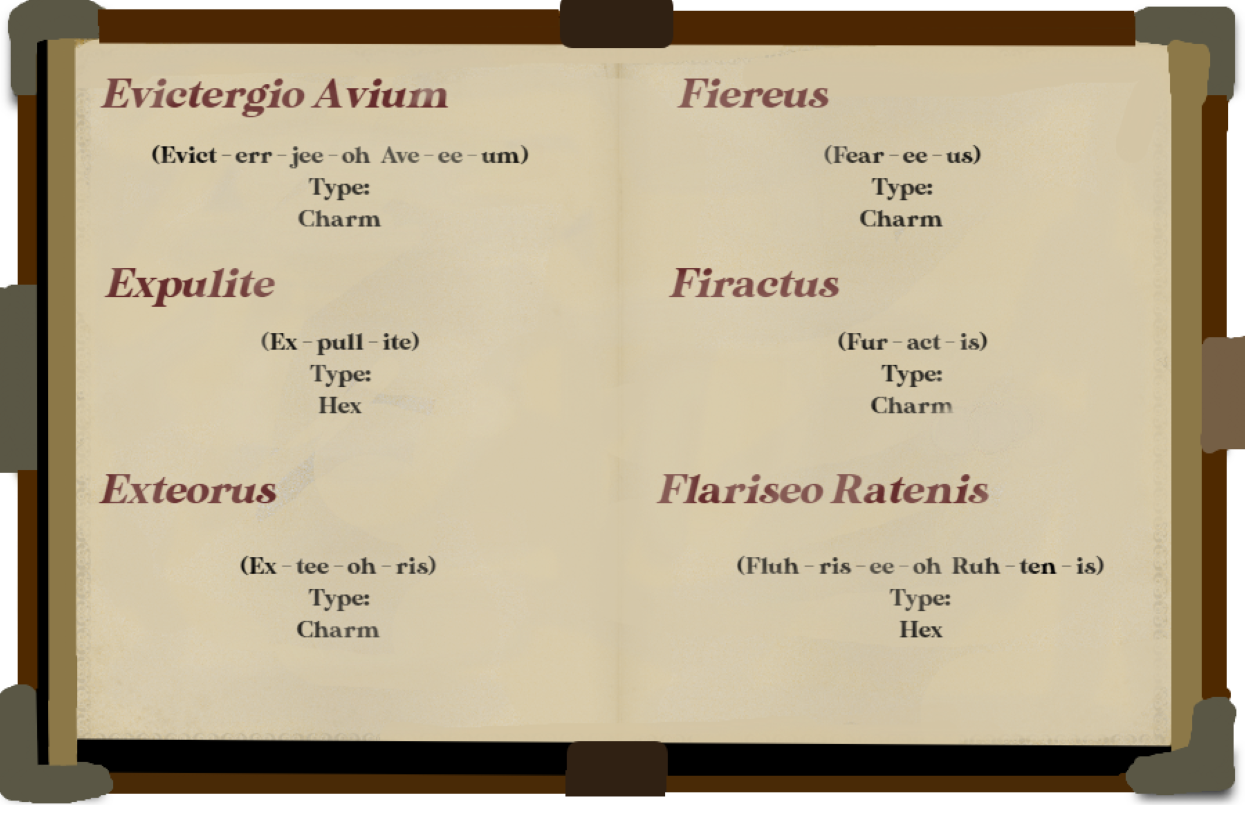 Evictergio Avium
(Evict - err - jee - oh Ave - ee - um)
Type:
Charm
Expulite
(Ex - pull - ite)
Type:
Hex
Exteorus
(Ex - tee - oh - ris)
Type:
Charm
Fiereus
(Fear - ee - us)
Type:
Charm
Firactus
(Fur - act - is)
Type:
Charm
Flariseo Ratenis
(Fluh - ris - ee - oh Ruh - ten - is)
Type:
Hex